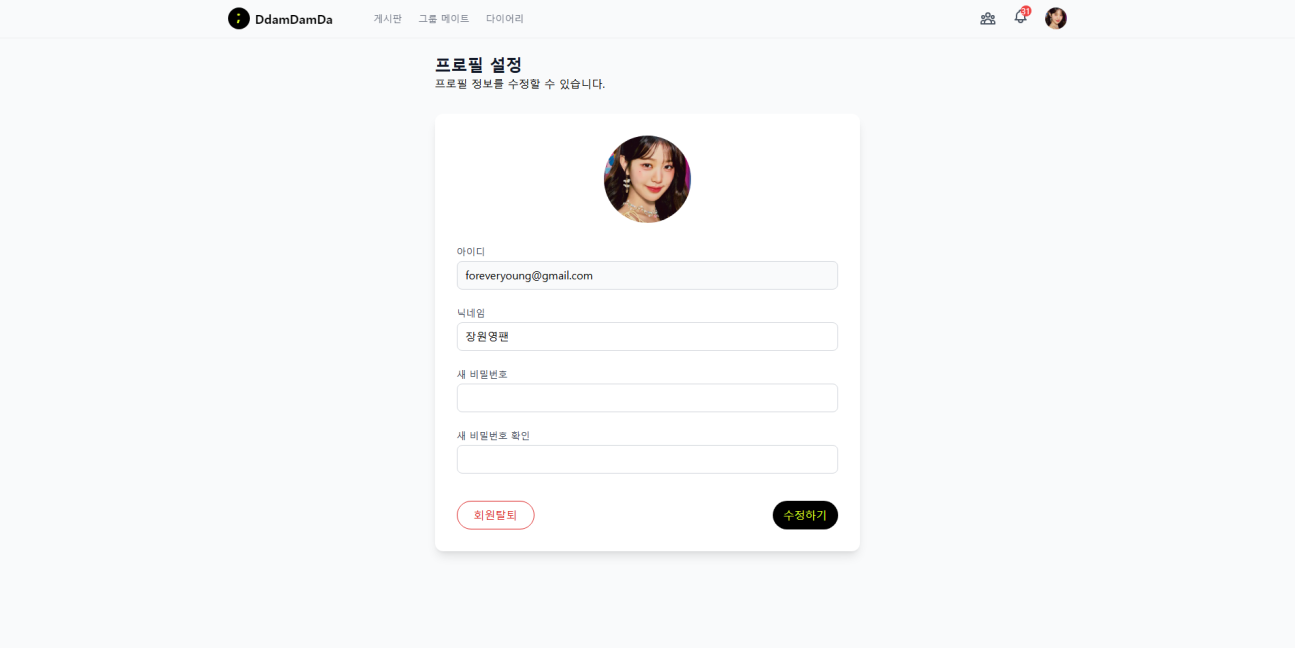 DdamDamDa 게시판 그룹 메이트 다이어리 31
프로필 설정
프로필 정보를 수정할 수 있습니다.
아이디
foreveryoung@gmail.com
닉네임
장원영팬
새 비밀번호
새 비밀번호 확인
회원탈퇴 수정하기